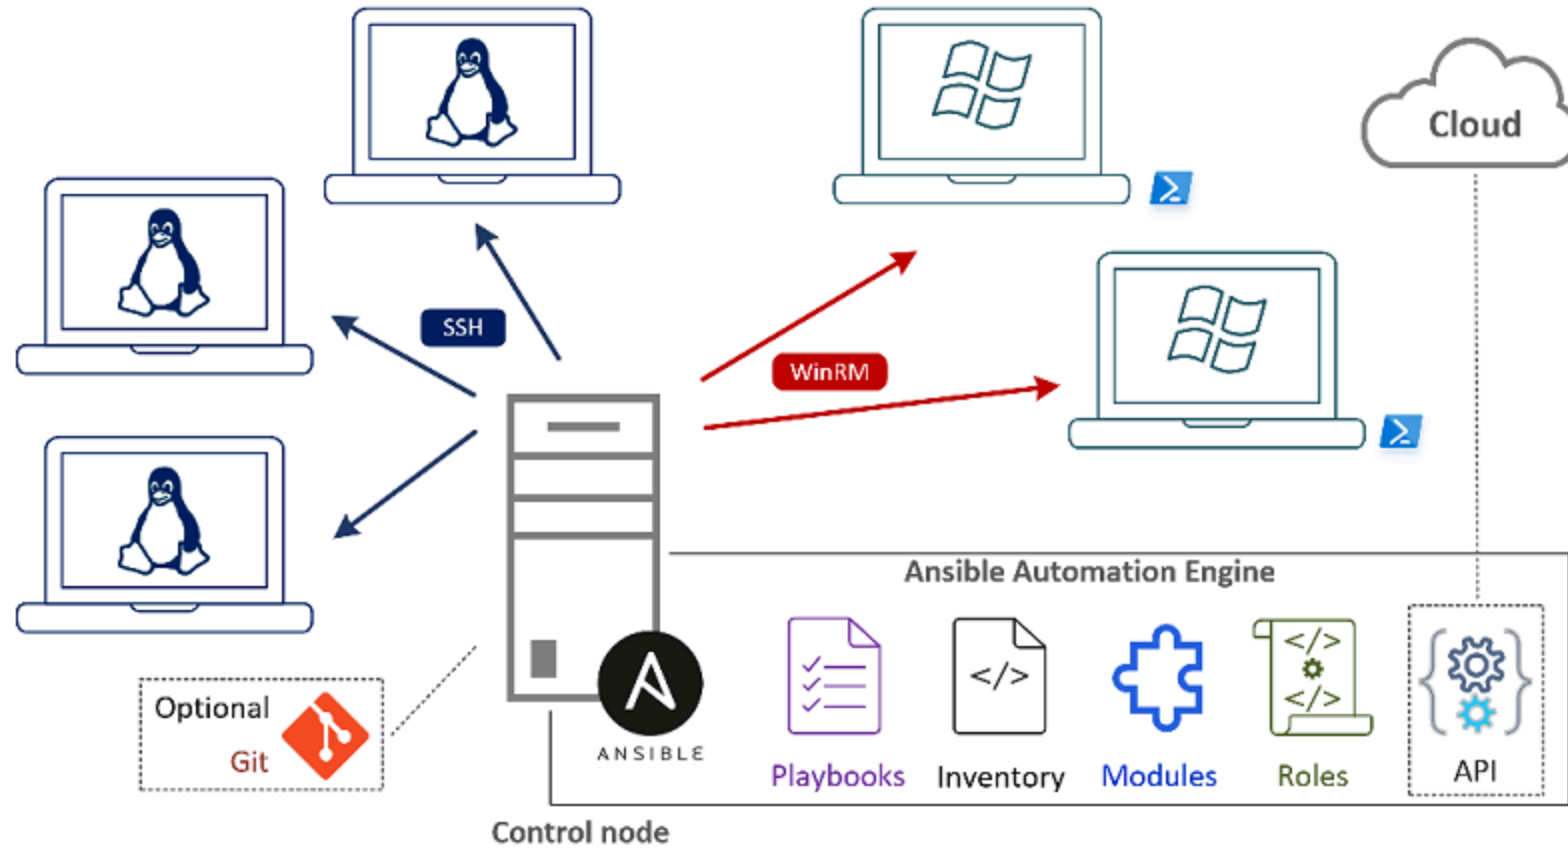 Cloud
SSH
WinRM
Ansible Automation Engine
Optional
Git
ANSIBLE
Playbooks
Inventory
</>
Modules
Roles
</>
</>
API
Control node